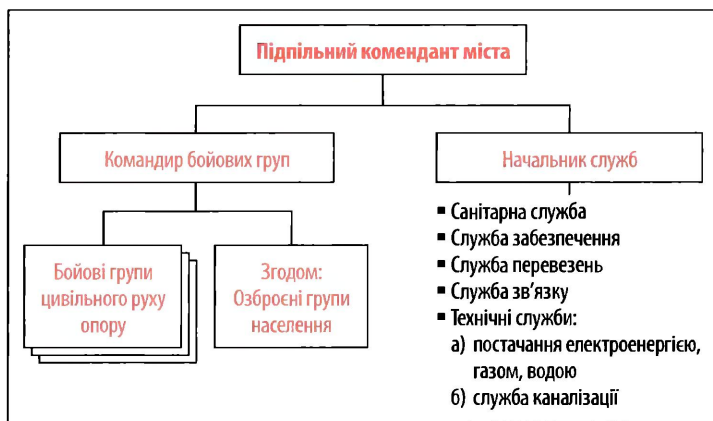 Підпільний комендант міста
Командир бойових груп
Начальник служб
Бойові групи
цивільного руху
опору
Згодом:
Озброєні групи
населення
▪ Санітарна служба
▪ Служба забезпечення
▪ Служба перевезень
▪ Служба зв'язку
▪ Технічні служби:
а) постачання електроенергією,
газом, водою
б) служба каналізації